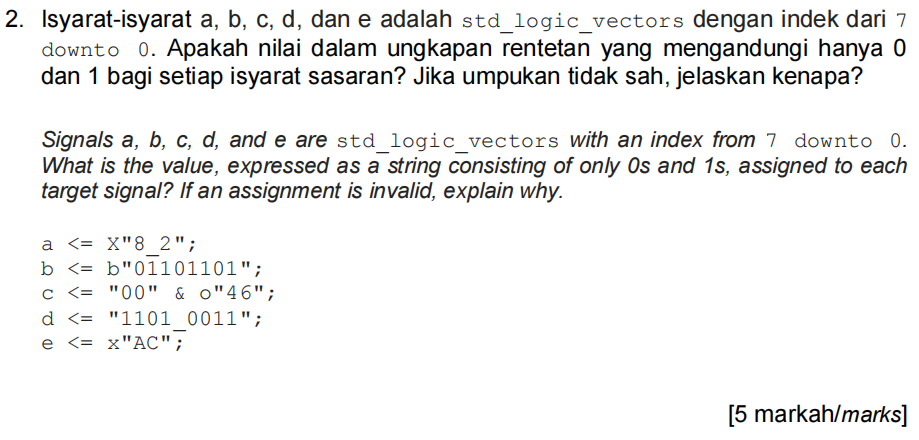 2. Isyarat-isyarat a, b, c, d, dan e adalah std_logic_vectors dengan indek dari 7
downto 0. Apakah nilai dalam ungkapan rentetan yang mengandungi hanya 0
dan 1 bagi setiap isyarat sasaran? Jika umpukan tidak sah, jelaskan kenapa?
Signals a, b, c, d, and e are std_logic_vectors with an index from 7 downto 0.
What is the value, expressed as a string consisting of only 0s and 1s, assigned to each
target signal? If an assignment is invalid, explain why.
a <= X"8_2";
b <= b"01101101";
c <= "00" & o"46";
d <= "1101_0011";
e <= x"AC";
[5 markah/marks]